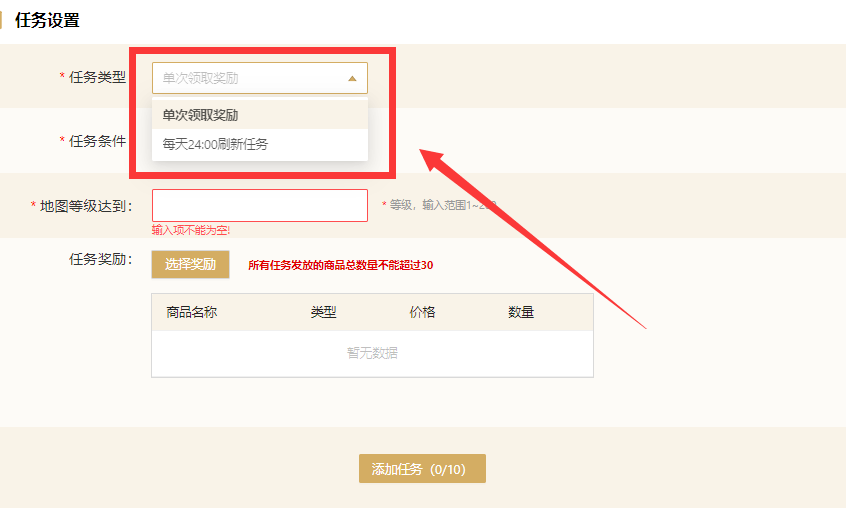 任务设置
* 任务类型
单次领取奖励
单次领取奖励
每天24:00刷新任务
* 任务条件
* 地图等级达到：
* 等级，输入范围1~2
输入项不能为空!
任务奖励：
选择奖励
所有任务发放的商品总数量不能超过30
商品名称 类型 价格 数量
暂无数据
添加任务（0/10）